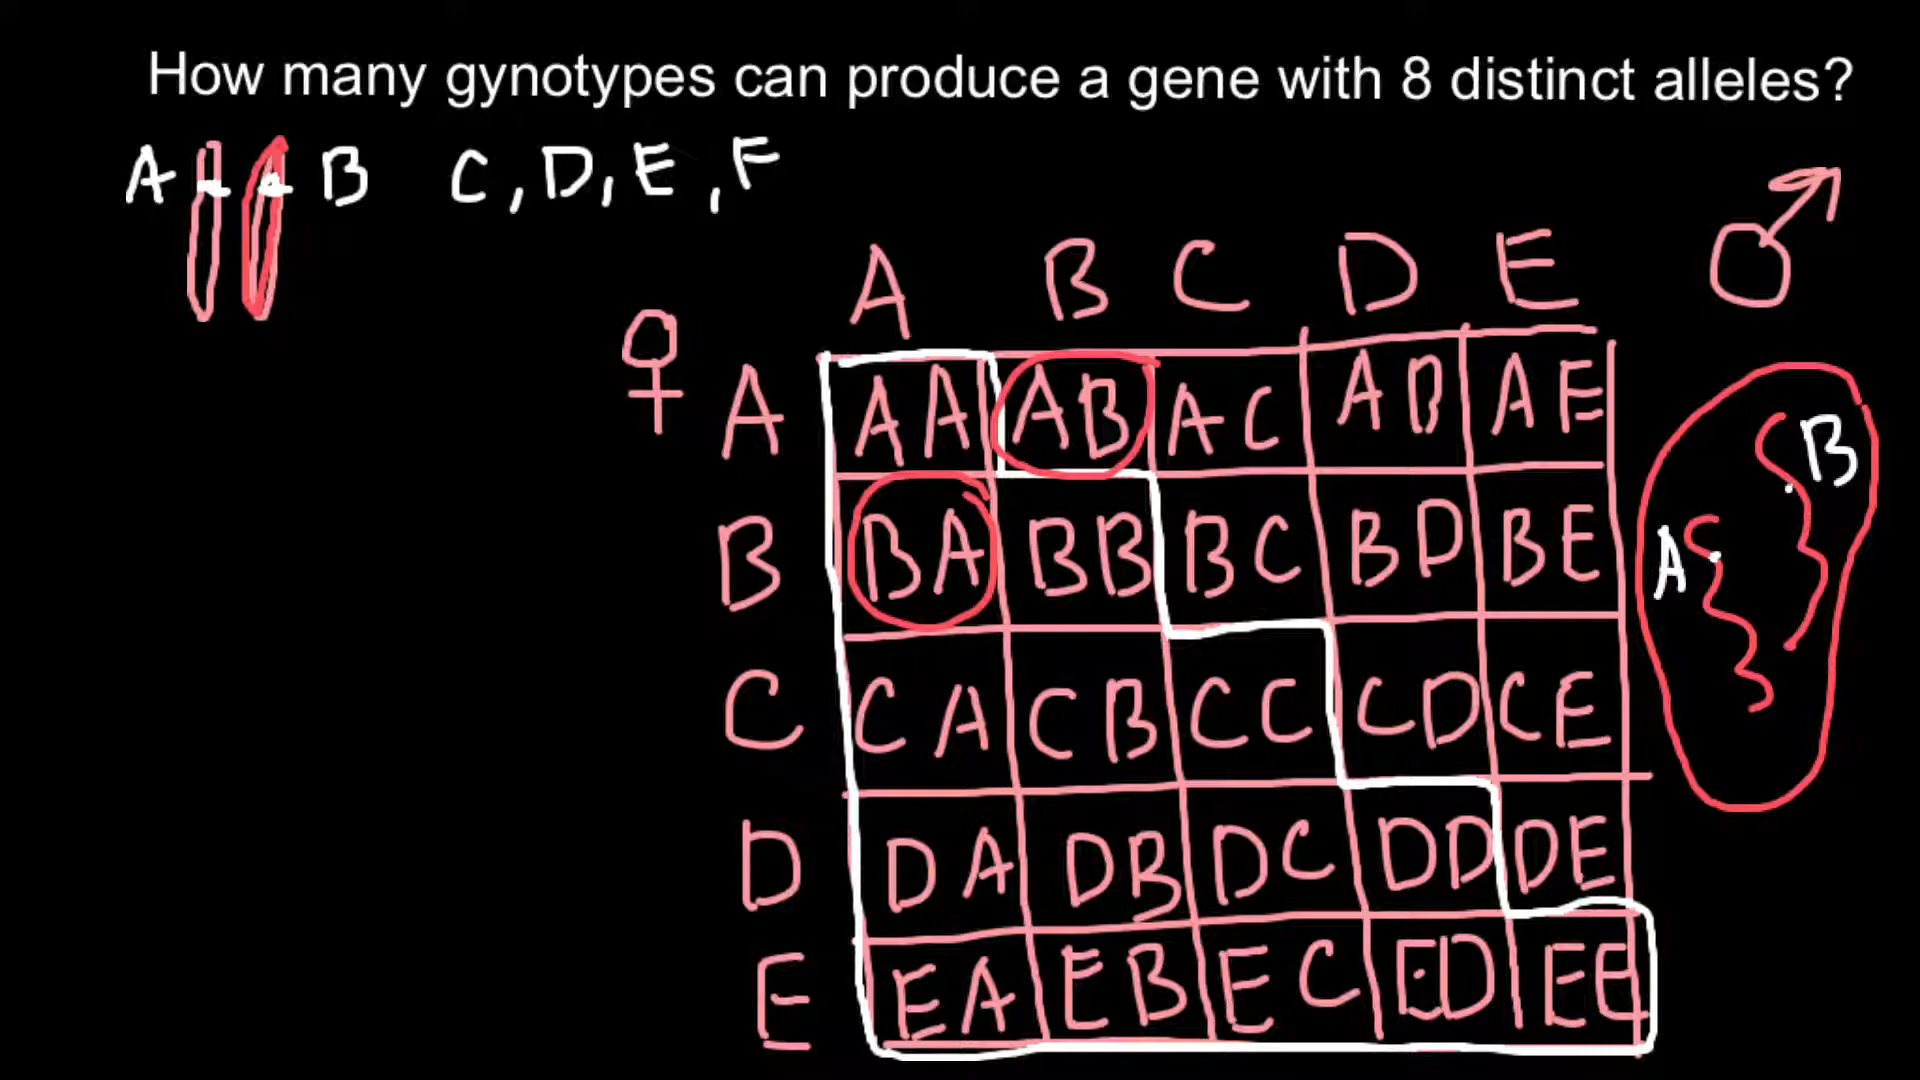 How many gynotypes can produce a gene with 8 distinct alleles?
A B C, D, E, F
A B C D E
A AA AB AC AD AE
B BA BB BC BD BE
C CA CB CC CD CE
D DA DB DC DD DE
E EA EB EC ED EE
B
A